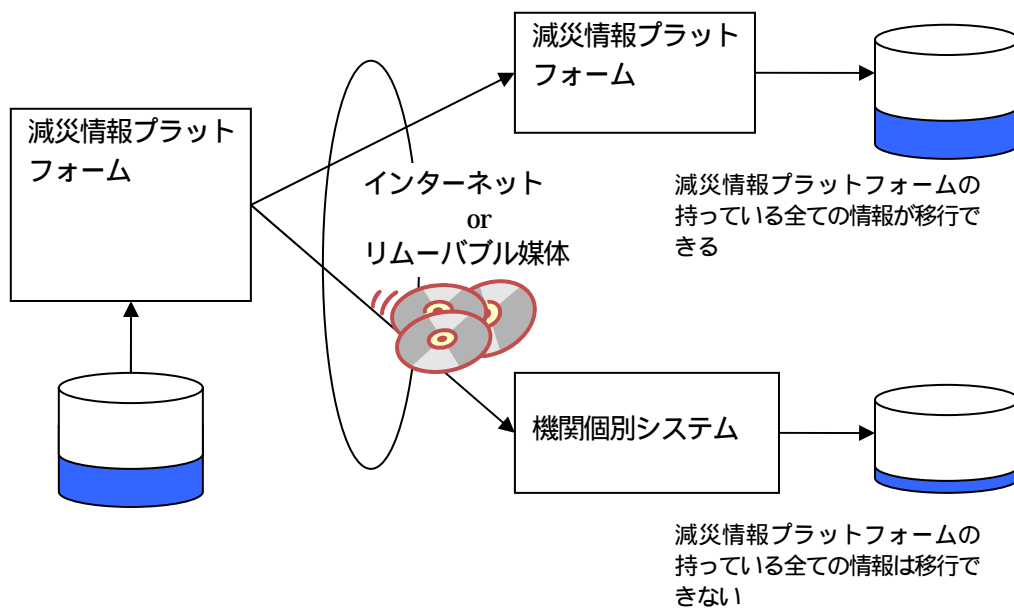 減災情報プラット
フォーム
減災情報プラット
フォーム
インターネット
or
リムーバブル媒体
減災情報プラットフォームの
持っている全ての情報が移行で
きる
機関個別システム
減災情報プラットフォームの
持っている全ての情報は移行で
きない